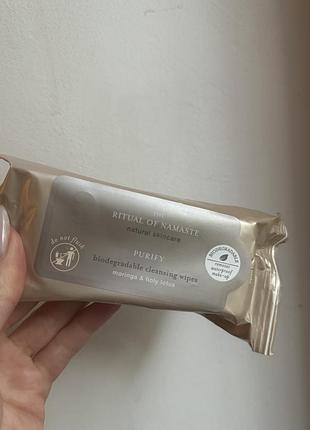 THE
RITUAL OF NAMASTE
natural skincare
PURIFY
biodegradable cleansing wipes
moringa & holy lotus
do not flush
BIODEGRADABLE
removes
waterproof
make-up